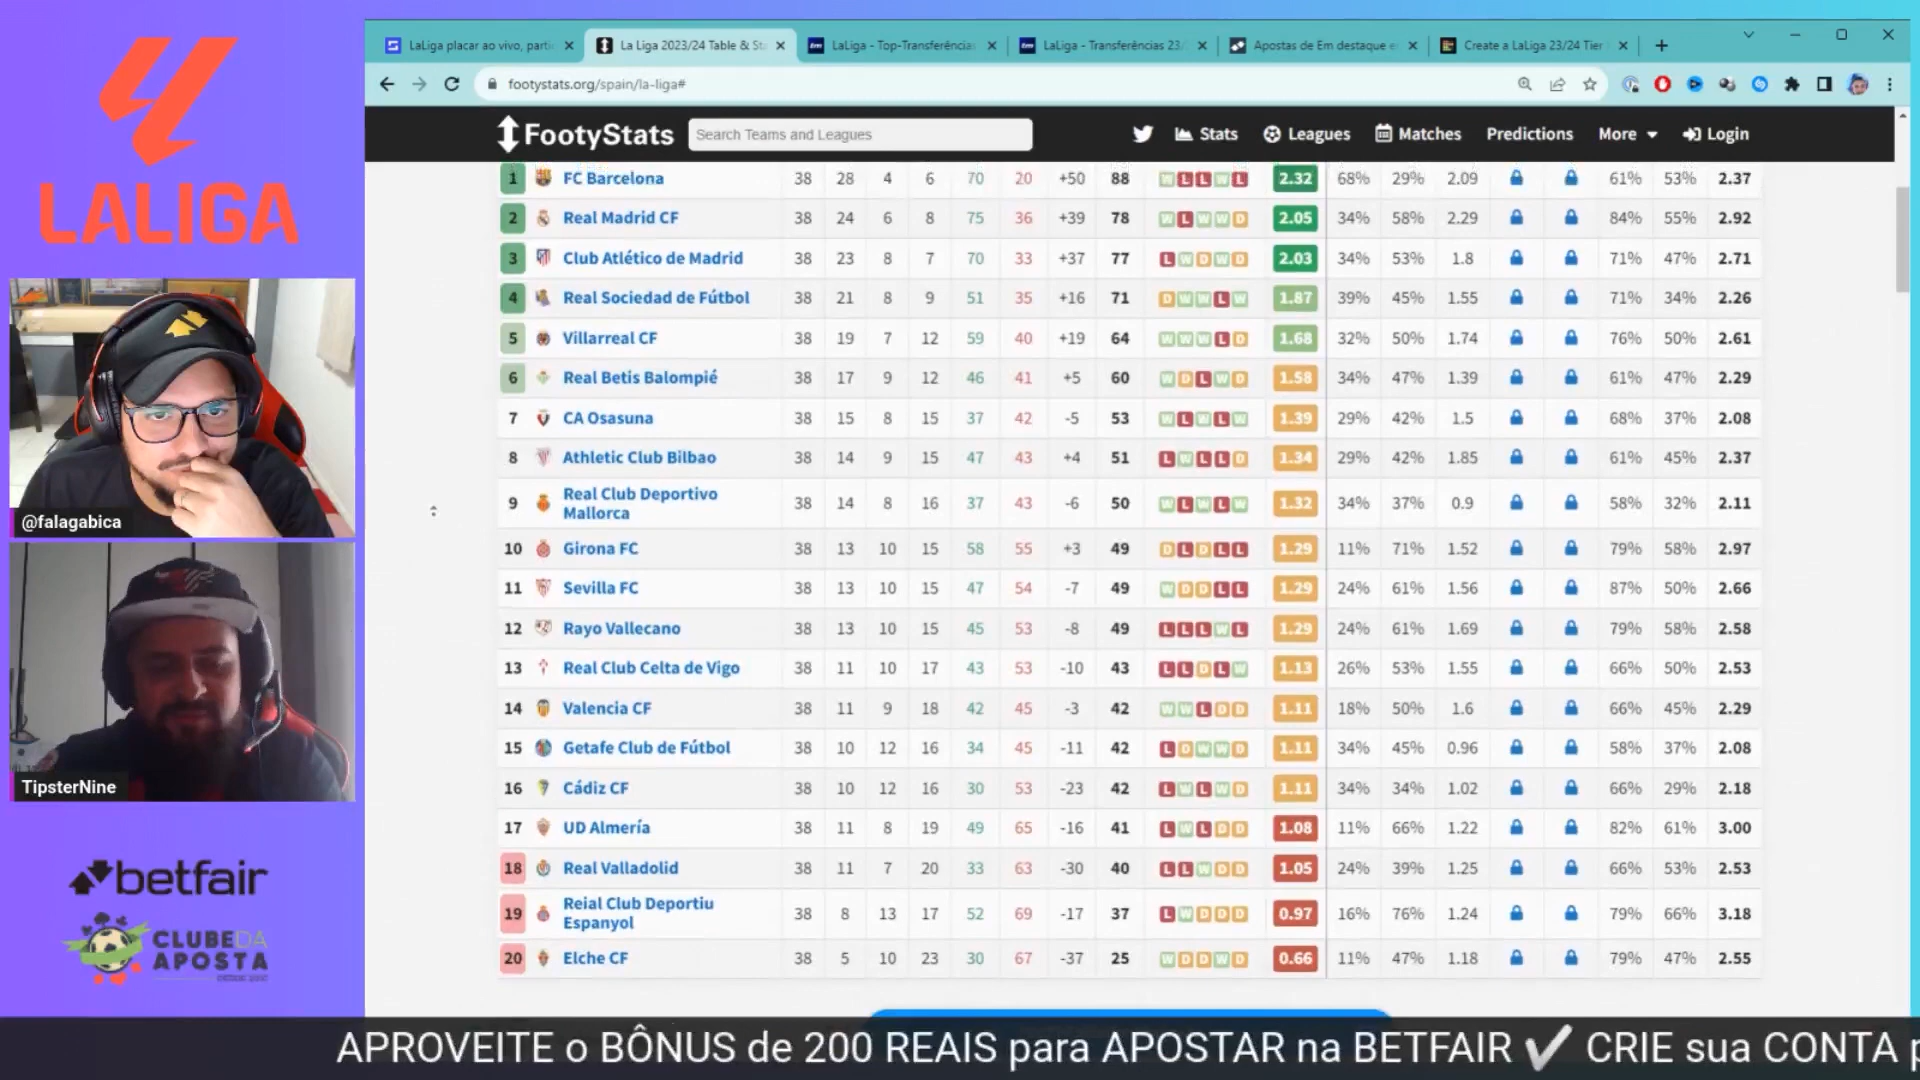 LALIGA
@falagabica
TipsterNine
betfair
CLUBEDA
APOSTA
LaLiga placar ao vivo, parti
La Liga 2023/24 Table & Sta
LaLiga - Top-Transferências
LaLiga - Transferências 23/
Apostas de Em destaque e
Create a LaLiga 23/24 Tier
footystats.org/spain/la-liga#
FootyStats
Search Teams and Leagues
Stats
Leagues
Matches
Predictions
More
Login
1 FC Barcelona 38 28 4 6 70 20 +50 88 W L L W L 2.32 68% 29% 2.09 61% 53% 2.37
2 Real Madrid CF 38 24 6 8 75 36 +39 78 W L W W D 2.05 34% 58% 2.29 84% 55% 2.92
3 Club Atlético de Madrid 38 23 8 7 70 33 +37 77 L W D W D 2.03 34% 53% 1.8 71% 47% 2.71
4 Real Sociedad de Fútbol 38 21 8 9 51 35 +16 71 D W W L W 1.87 39% 45% 1.55 71% 34% 2.26
5 Villarreal CF 38 19 7 12 59 40 +19 64 W W W L D 1.68 32% 50% 1.74 76% 50% 2.61
6 Real Betis Balompié 38 17 9 12 46 41 +5 60 W D L W D 1.58 34% 47% 1.39 61% 47% 2.29
7 CA Osasuna 38 15 8 15 37 42 -5 53 W L W L W 1.39 29% 42% 1.5 68% 37% 2.08
8 Athletic Club Bilbao 38 14 9 15 47 43 +4 51 L W L L D 1.34 29% 42% 1.85 61% 45% 2.37
9 Real Club Deportivo Mallorca 38 14 8 16 37 43 -6 50 W L W L W 1.32 34% 37% 0.9 58% 32% 2.11
10 Girona FC 38 13 10 15 58 55 +3 49 D L D L L 1.29 11% 71% 1.52 79% 58% 2.97
11 Sevilla FC 38 13 10 15 47 54 -7 49 W D D L L 1.29 24% 61% 1.56 87% 50% 2.66
12 Rayo Vallecano 38 13 10 15 45 53 -8 49 L L L W L 1.29 24% 61% 1.69 79% 58% 2.58
13 Real Club Celta de Vigo 38 11 10 17 43 53 -10 43 L L D L W 1.13 26% 53% 1.55 66% 50% 2.53
14 Valencia CF 38 11 9 18 42 45 -3 42 W W L D D 1.11 18% 50% 1.6 66% 45% 2.29
15 Getafe Club de Fútbol 38 10 12 16 34 45 -11 42 L D W W D 1.11 34% 45% 0.96 58% 37% 2.08
16 Cádiz CF 38 10 12 16 30 53 -23 42 L W L W D 1.11 34% 34% 1.02 66% 29% 2.18
17 UD Almería 38 11 8 19 49 65 -16 41 L W L D D 1.08 11% 66% 1.22 82% 61% 3.00
18 Real Valladolid 38 11 7 20 33 63 -30 40 L L W D D 1.05 24% 39% 1.25 66% 53% 2.53
19 Reial Club Deportiu Espanyol 38 8 13 17 52 69 -17 37 L W D D D 0.97 16% 76% 1.24 79% 66% 3.18
20 Elche CF 38 5 10 23 30 67 -37 25 W D D W D 0.66 11% 47% 1.18 79% 47% 2.55
APROVEITE o BÔNUS de 200 REAIS para APOSTAR na BETFAIR ✔ CRIE sua CONTA p